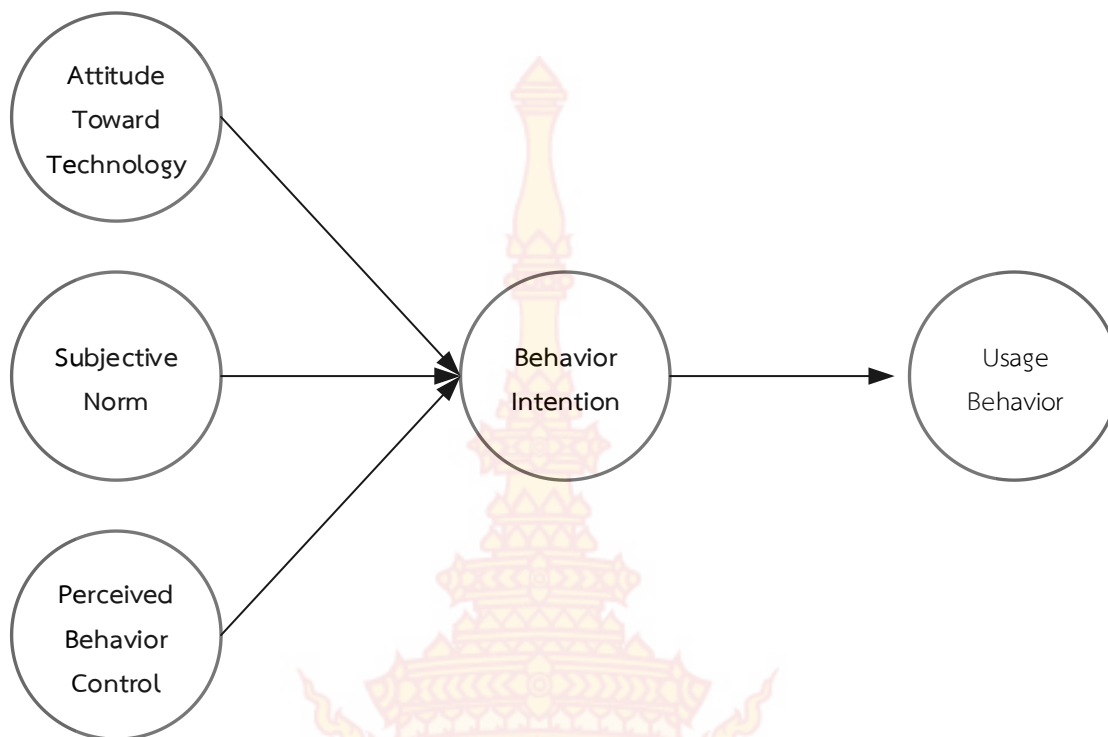 Attitude
Toward
Technology
Subjective
Norm
Perceived
Behavior
Control
Behavior
Intention
Usage
Behavior